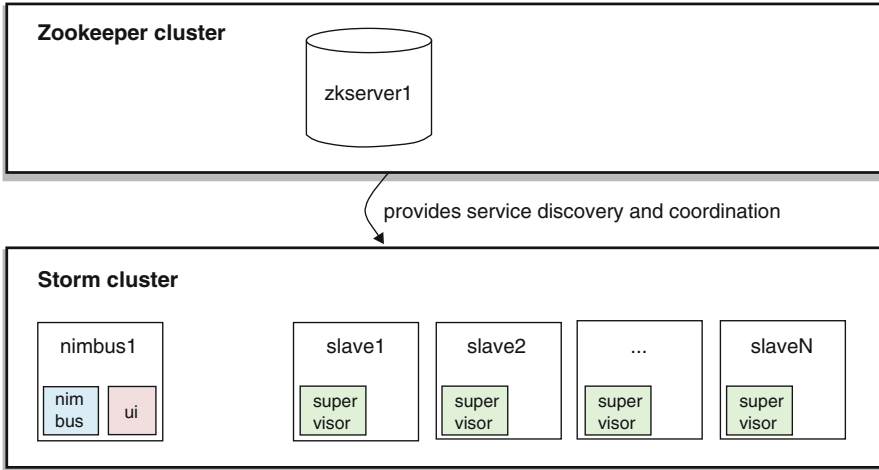 Zookeeper cluster
zkserver1
provides service discovery and coordination
Storm cluster
nimbus1
slave1
slave2
...
slaveN
nim
bus
ui
super
visor
super
visor
super
visor
super
visor